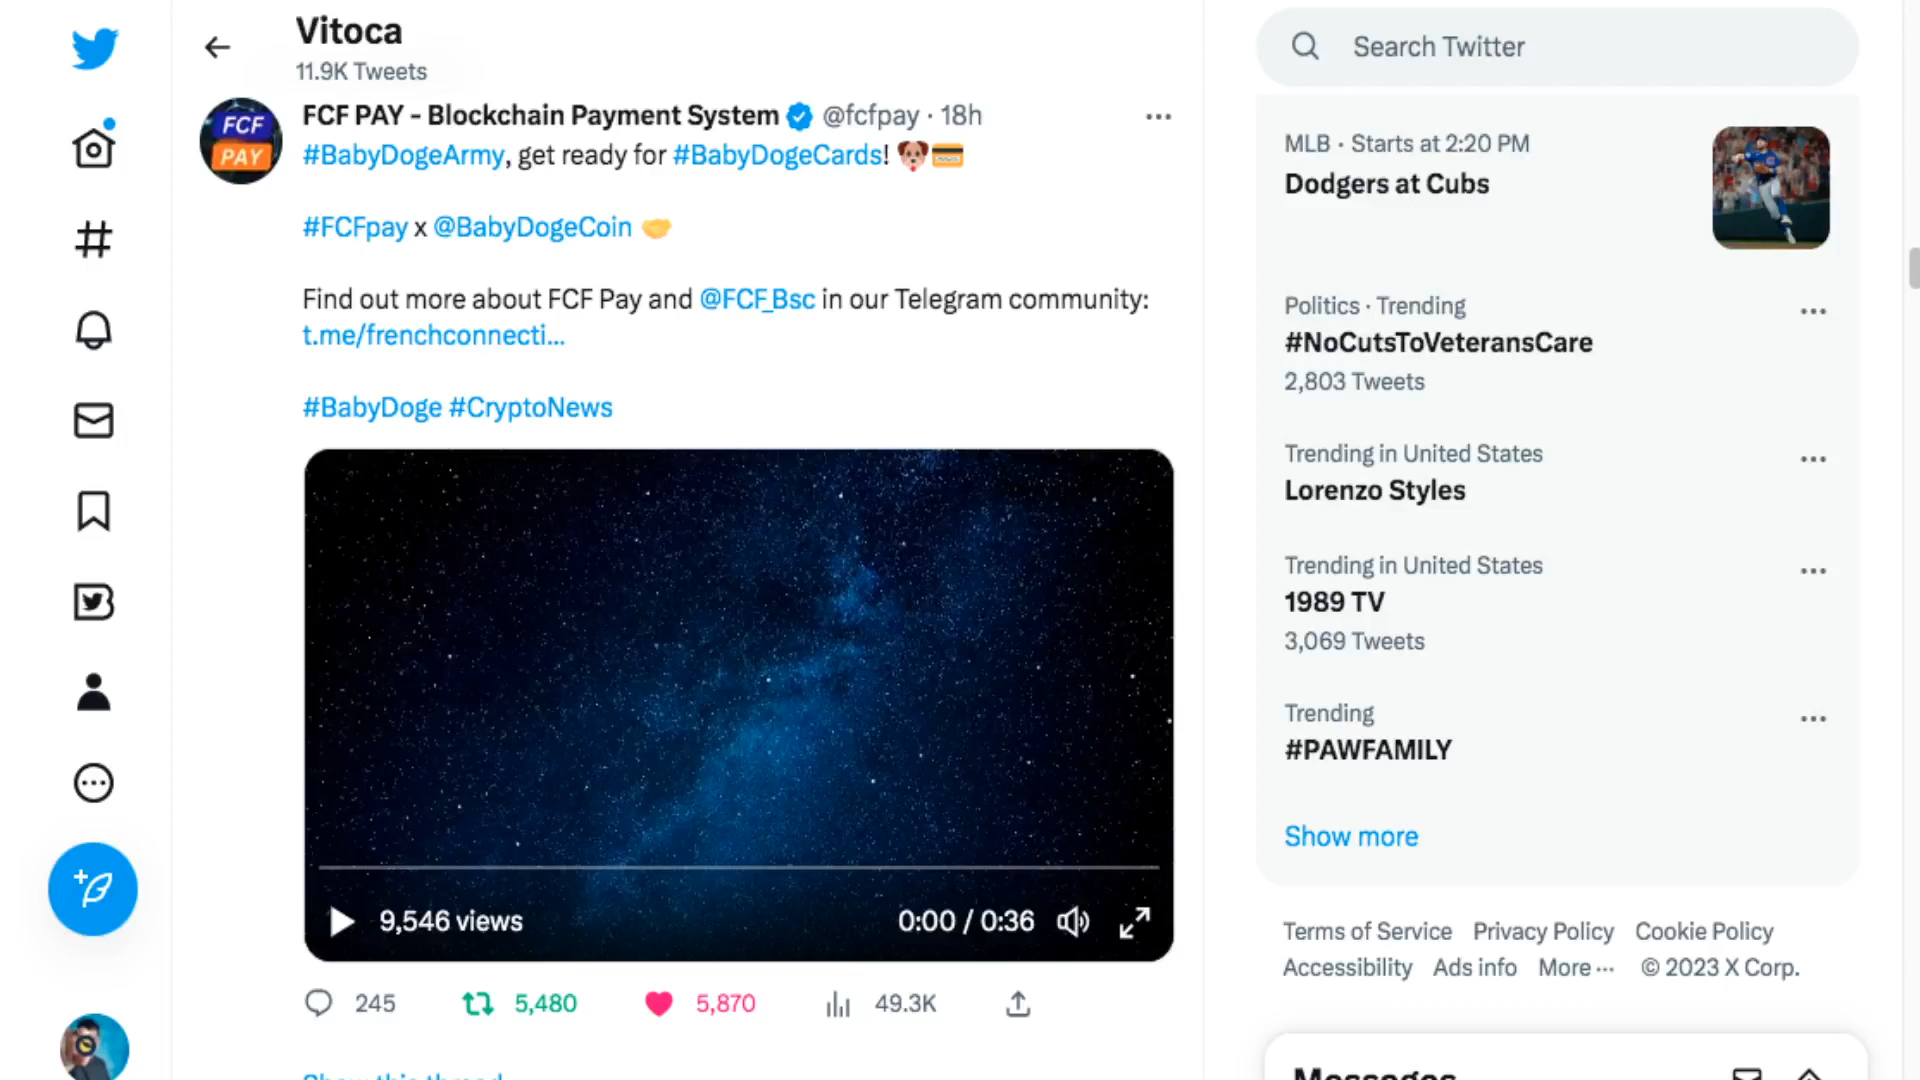 Vitoca
11.9K Tweets
FCF
PAY
FCF PAY - Blockchain Payment System @fcfpay · 18h
#BabyDogeArmy, get ready for #BabyDogeCards! 🐶💳
#FCFpay x @BabyDogeCoin 🤝
Find out more about FCF Pay and @FCF_Bsc in our Telegram community:
t.me/frenchconnecti...
#BabyDoge #CryptoNews
9,546 views
0:00 / 0:36
245
5,480
5,870
49.3K
Show this thread
Search Twitter
MLB · Starts at 2:20 PM
Dodgers at Cubs
Politics · Trending
#NoCutsToVeteransCare
2,803 Tweets
Trending in United States
Lorenzo Styles
Trending in United States
1989 TV
3,069 Tweets
Trending
#PAWFAMILY
Show more
Terms of Service Privacy Policy Cookie Policy
Accessibility Ads info More ··· © 2023 X Corp.
Messages